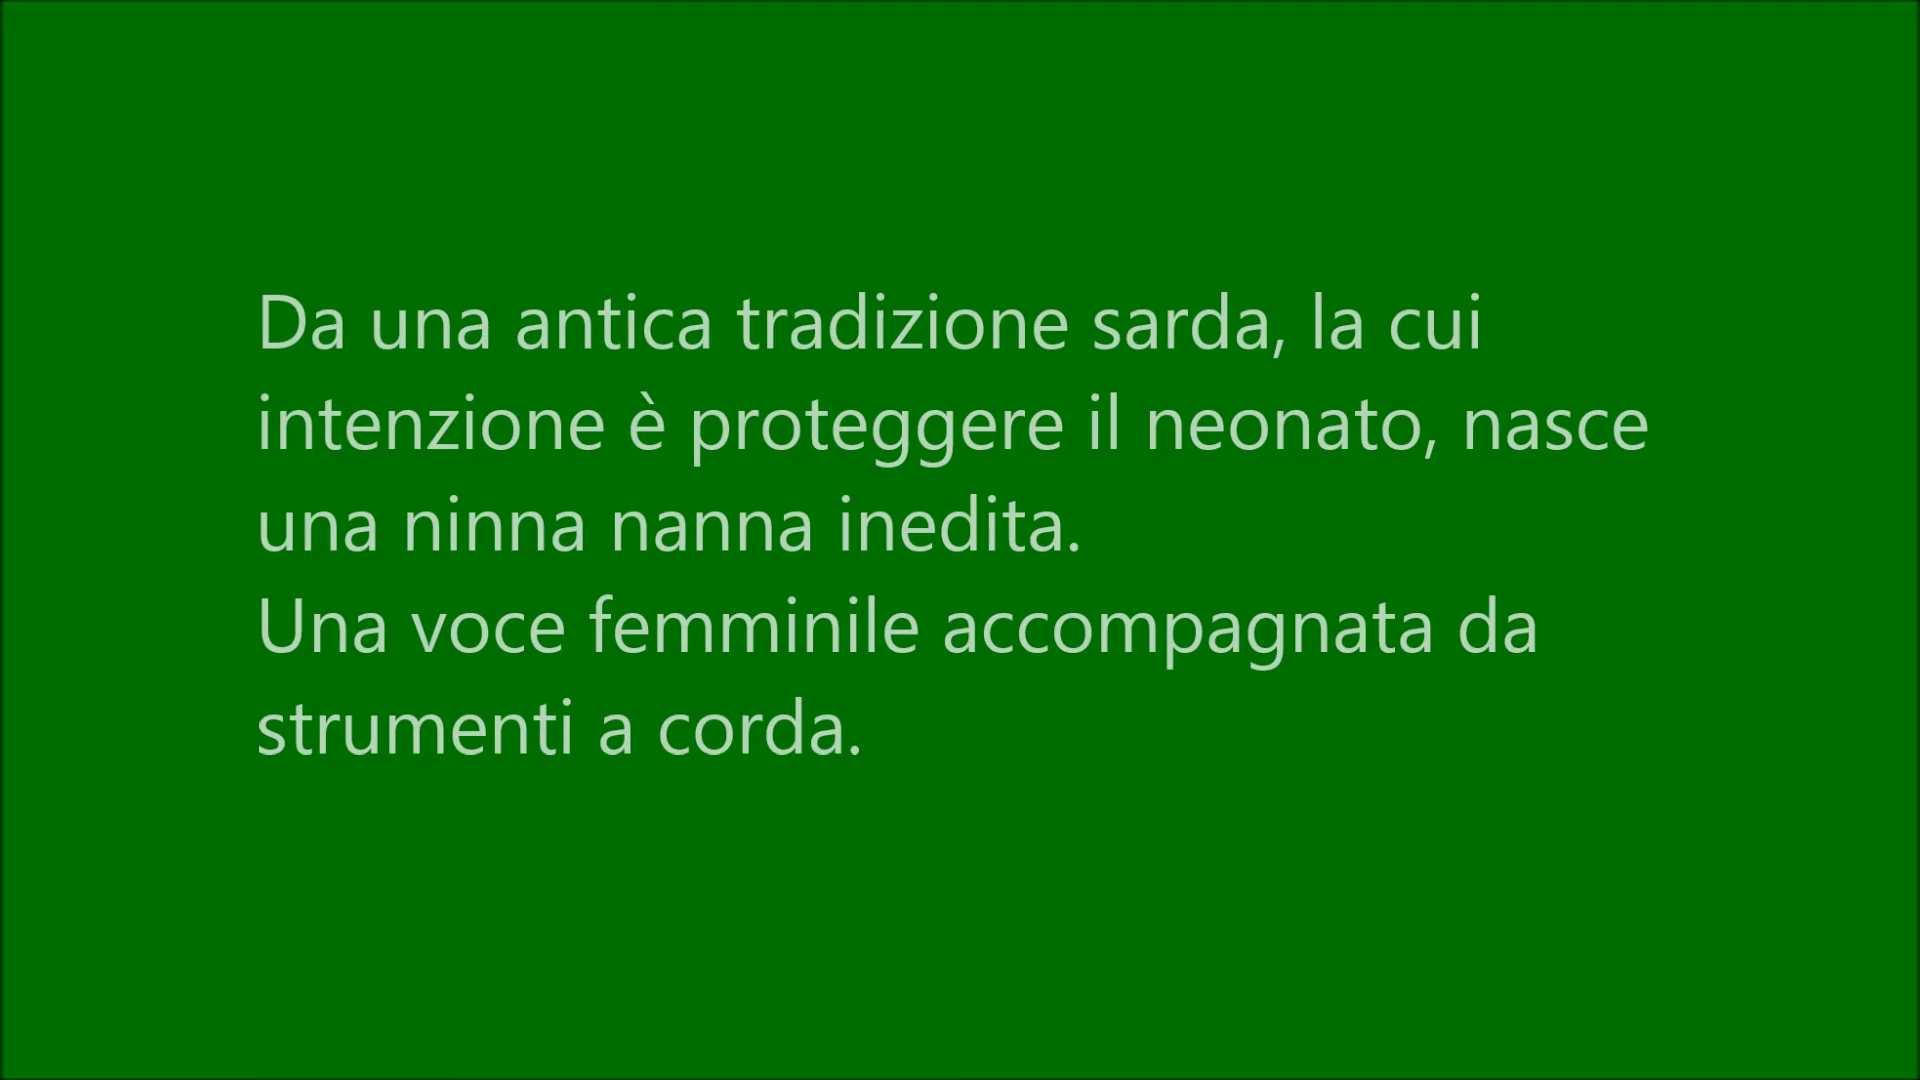 Da una antica tradizione sarda, la cui
intenzione è proteggere il neonato, nasce
una ninna nanna inedita.
Una voce femminile accompagnata da
strumenti a corda.